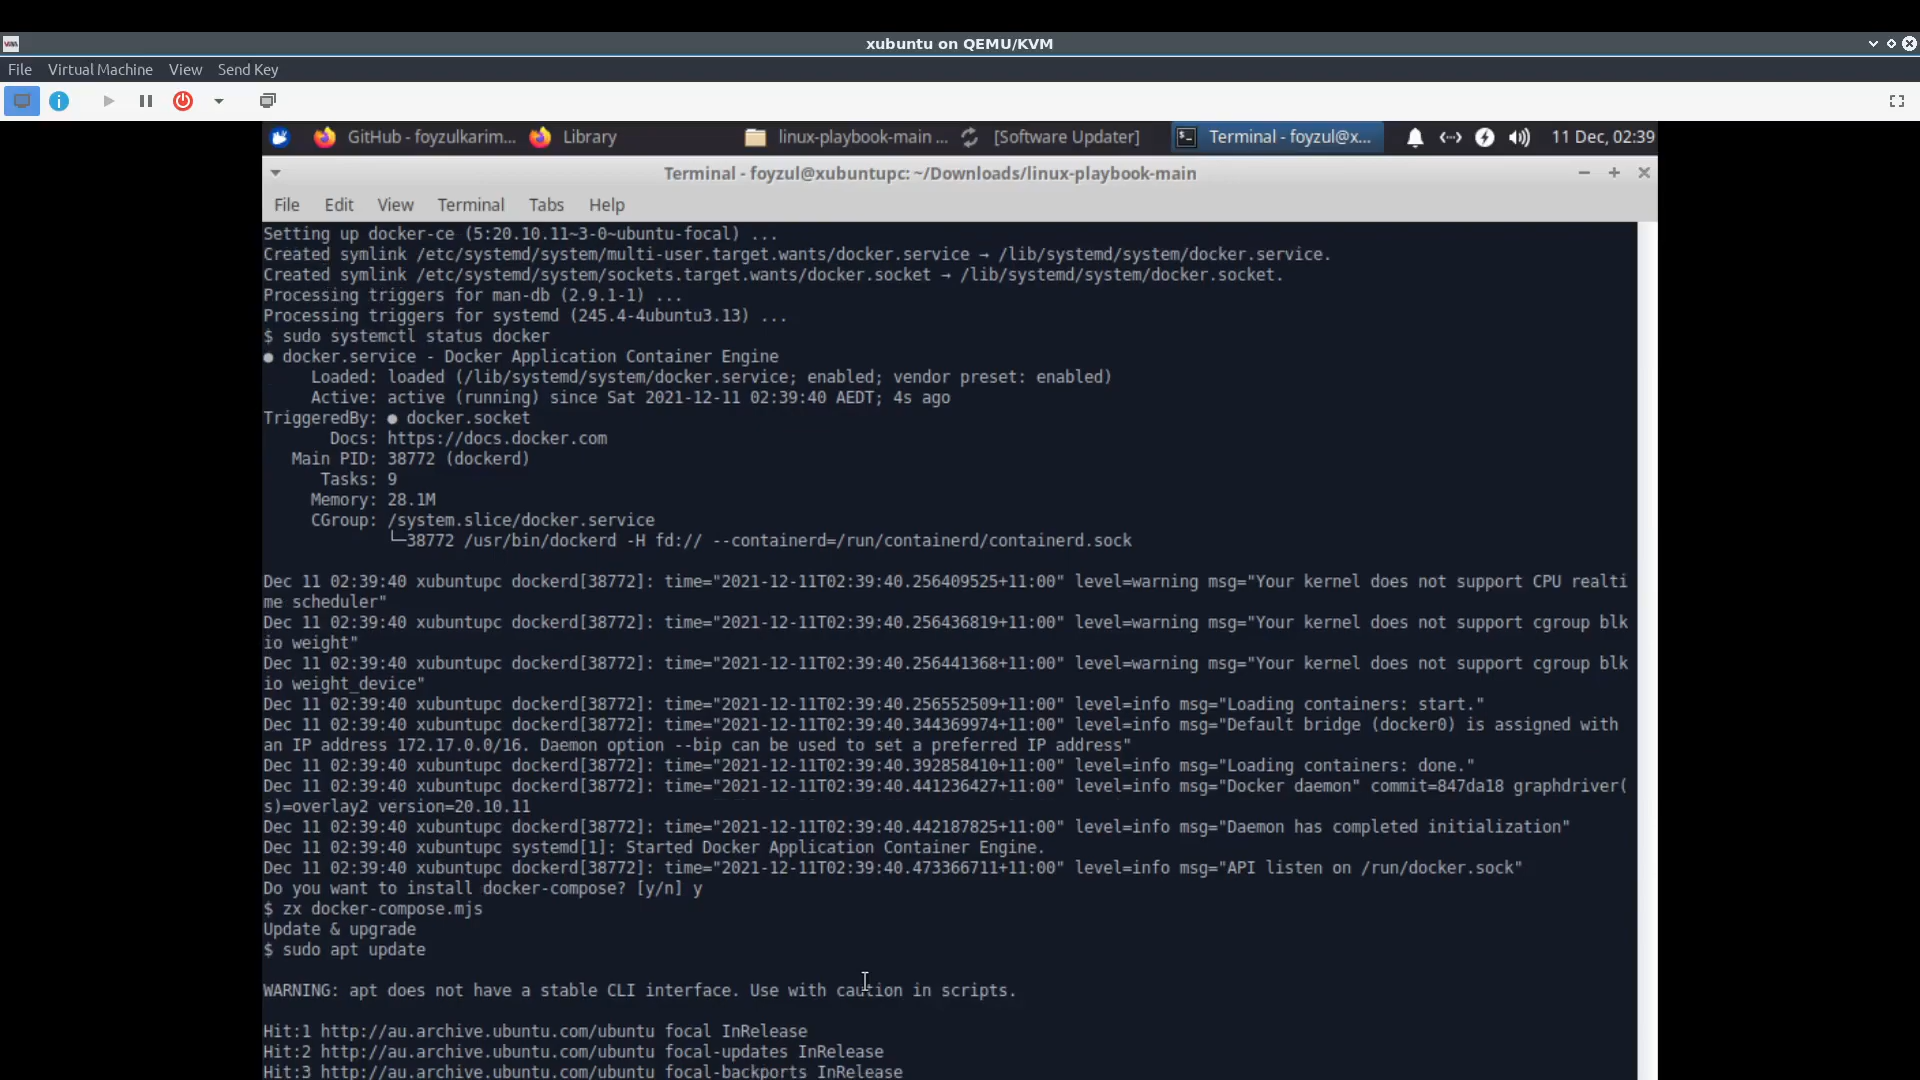 xubuntu on QEMU/KVM
File Virtual Machine View Send Key
GitHub - foyzulkarim... Library linux-playbook-main ... [Software Updater] Terminal - foyzul@x... 11 Dec, 02:39
Terminal - foyzul@xubuntupc: ~/Downloads/linux-playbook-main
File Edit View Terminal Tabs Help
Setting up docker-ce (5:20.10.11~3-0~ubuntu-focal) ...
Created symlink /etc/systemd/system/multi-user.target.wants/docker.service → /lib/systemd/system/docker.service.
Created symlink /etc/systemd/system/sockets.target.wants/docker.socket → /lib/systemd/system/docker.socket.
Processing triggers for man-db (2.9.1-1) ...
Processing triggers for systemd (245.4-4ubuntu3.13) ...
$ sudo systemctl status docker
● docker.service - Docker Application Container Engine
Loaded: loaded (/lib/systemd/system/docker.service; enabled; vendor preset: enabled)
Active: active (running) since Sat 2021-12-11 02:39:40 AEDT; 4s ago
TriggeredBy: ● docker.socket
Docs: https://docs.docker.com
Main PID: 38772 (dockerd)
Tasks: 9
Memory: 28.1M
CGroup: /system.slice/docker.service
└─38772 /usr/bin/dockerd -H fd:// --containerd=/run/containerd/containerd.sock
Dec 11 02:39:40 xubuntupc dockerd[38772]: time="2021-12-11T02:39:40.256409525+11:00" level=warning msg="Your kernel does not support CPU realti
me scheduler"
Dec 11 02:39:40 xubuntupc dockerd[38772]: time="2021-12-11T02:39:40.256436819+11:00" level=warning msg="Your kernel does not support cgroup blk
io weight"
Dec 11 02:39:40 xubuntupc dockerd[38772]: time="2021-12-11T02:39:40.256441368+11:00" level=warning msg="Your kernel does not support cgroup blk
io weight_device"
Dec 11 02:39:40 xubuntupc dockerd[38772]: time="2021-12-11T02:39:40.256552509+11:00" level=info msg="Loading containers: start."
Dec 11 02:39:40 xubuntupc dockerd[38772]: time="2021-12-11T02:39:40.344369974+11:00" level=info msg="Default bridge (docker0) is assigned with
an IP address 172.17.0.0/16. Daemon option --bip can be used to set a preferred IP address"
Dec 11 02:39:40 xubuntupc dockerd[38772]: time="2021-12-11T02:39:40.392858410+11:00" level=info msg="Loading containers: done."
Dec 11 02:39:40 xubuntupc dockerd[38772]: time="2021-12-11T02:39:40.441236427+11:00" level=info msg="Docker daemon" commit=847da18 graphdriver(
s)=overlay2 version=20.10.11
Dec 11 02:39:40 xubuntupc dockerd[38772]: time="2021-12-11T02:39:40.442187825+11:00" level=info msg="Daemon has completed initialization"
Dec 11 02:39:40 xubuntupc systemd[1]: Started Docker Application Container Engine.
Dec 11 02:39:40 xubuntupc dockerd[38772]: time="2021-12-11T02:39:40.473366711+11:00" level=info msg="API listen on /run/docker.sock"
Do you want to install docker-compose? [y/n] y
$ zx docker-compose.mjs
Update & upgrade
$ sudo apt update
WARNING: apt does not have a stable CLI interface. Use with caution in scripts.
Hit:1 http://au.archive.ubuntu.com/ubuntu focal InRelease
Hit:2 http://au.archive.ubuntu.com/ubuntu focal-updates InRelease
Hit:3 http://au.archive.ubuntu.com/ubuntu focal-backports InRelease